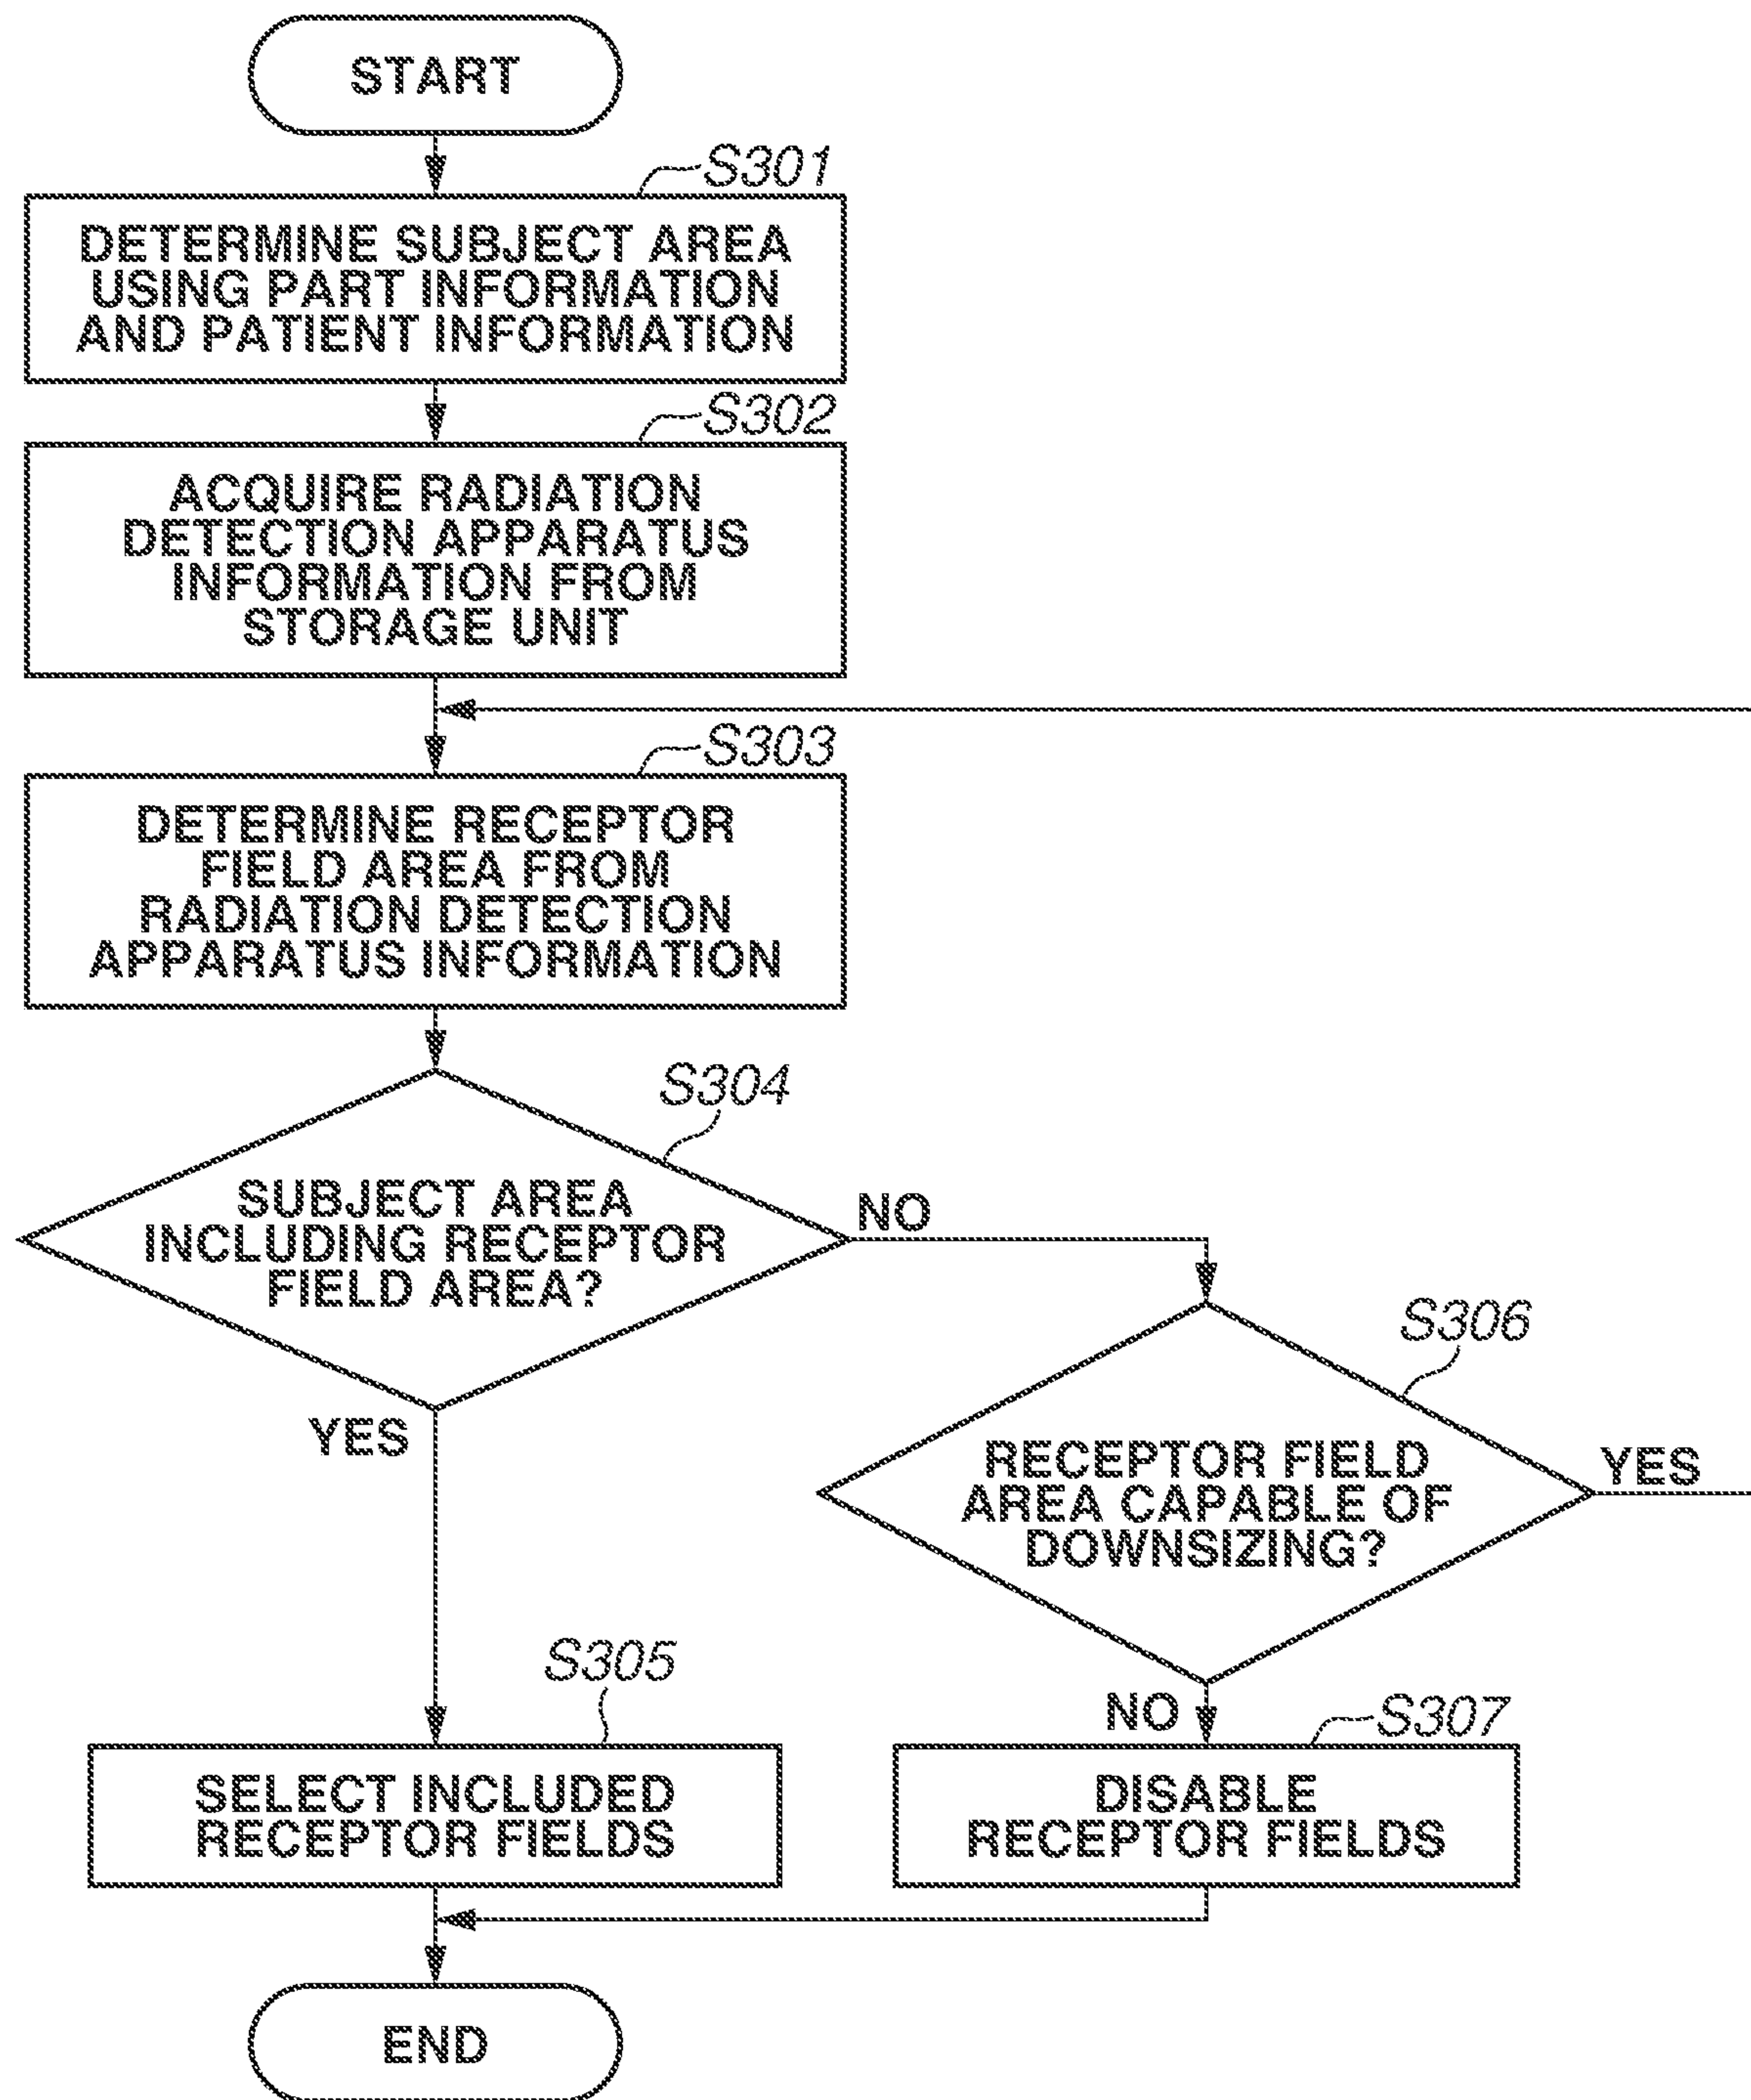 START
S301
DETERMINE SUBJECT AREA
USING PART INFORMATION
AND PATIENT INFORMATION
S302
ACQUIRE RADIATION
DETECTION APPARATUS
INFORMATION FROM
STORAGE UNIT
S303
DETERMINE RECEPTOR
FIELD AREA FROM
RADIATION DETECTION
APPARATUS INFORMATION
S304
SUBJECT AREA
INCLUDING RECEPTOR
FIELD AREA?
NO
YES
S306
RECEPTOR FIELD
AREA CAPABLE OF
DOWNSIZING?
YES
NO
S305
SELECT INCLUDED
RECEPTOR FIELDS
S307
DISABLE
RECEPTOR FIELDS
END